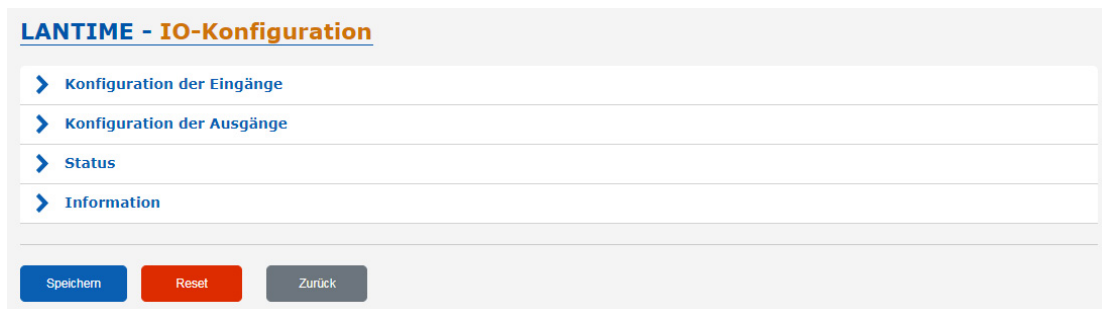 LANTIME - IO-Konfiguration
Konfiguration der Eingänge
Konfiguration der Ausgänge
Status
Information
Speichern Reset Zurück